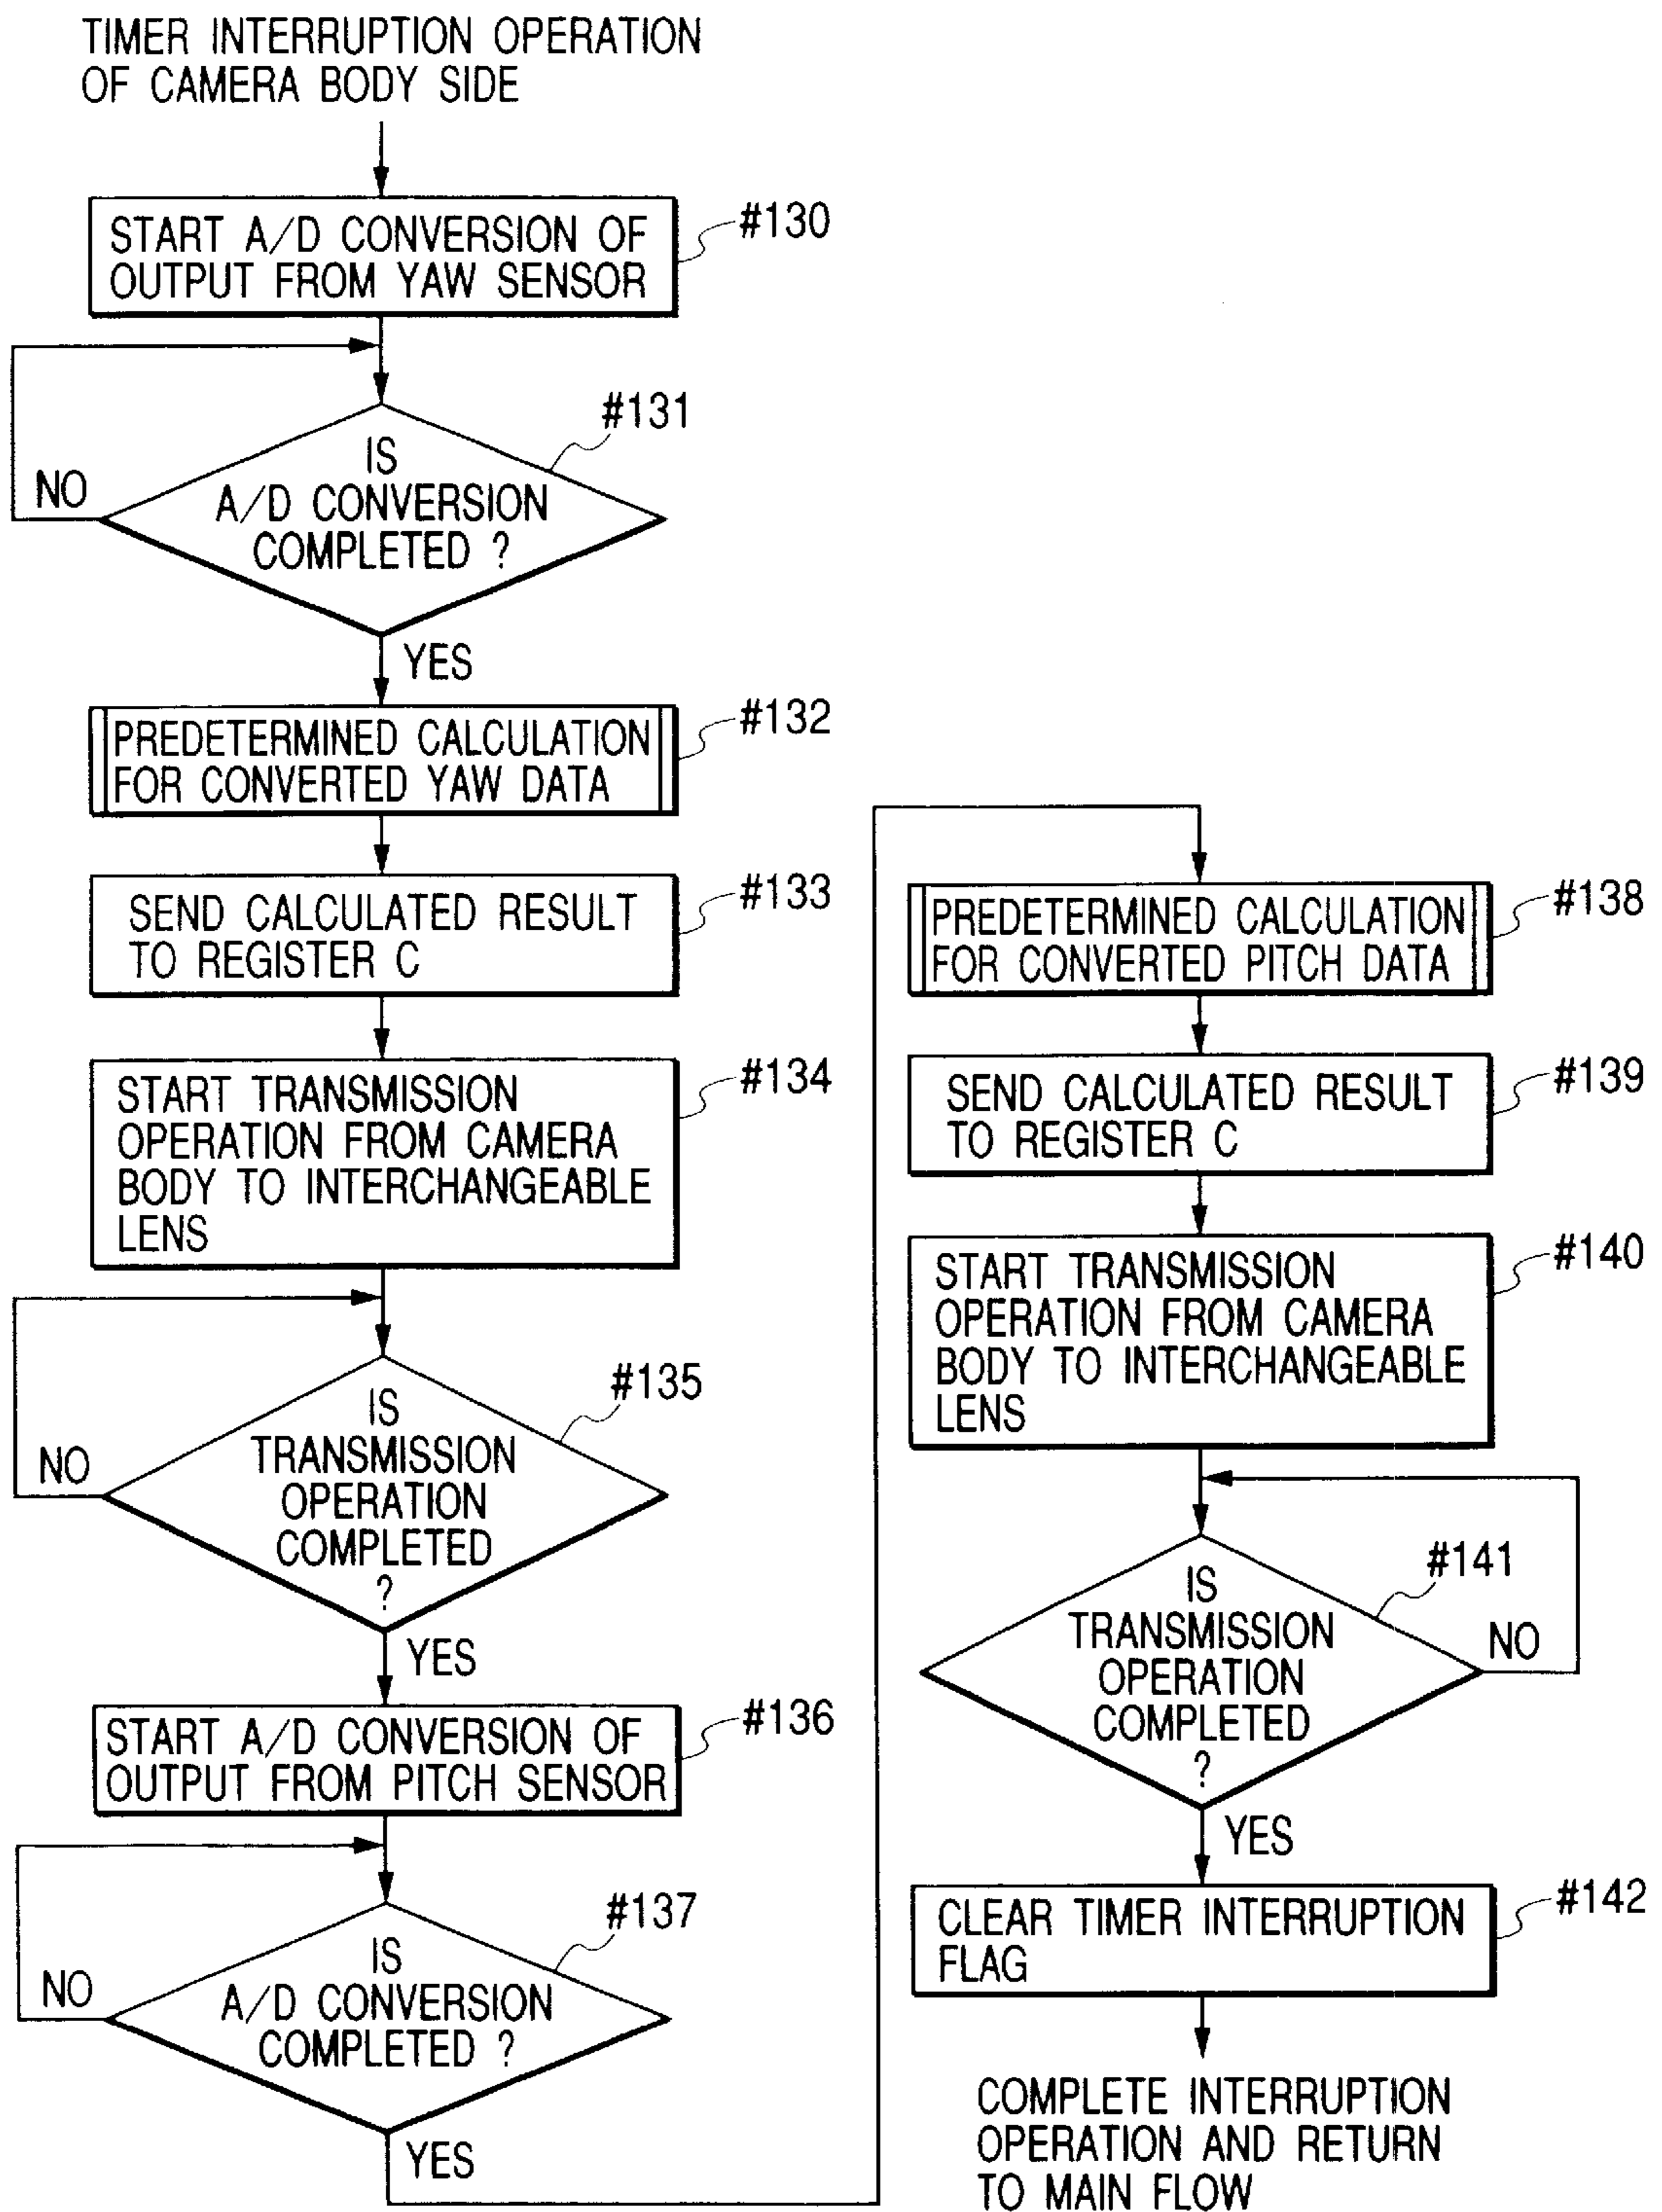 TIMER INTERRUPTION OPERATION
OF CAMERA BODY SIDE
START A/D CONVERSION OF
OUTPUT FROM YAW SENSOR
#130
#131
IS
A/D CONVERSION
COMPLETED ?
NO
YES
PREDETERMINED CALCULATION
FOR CONVERTED YAW DATA
#132
SEND CALCULATED RESULT
TO REGISTER C
#133
START TRANSMISSION
OPERATION FROM CAMERA
BODY TO INTERCHANGEABLE
LENS
#134
#135
IS
TRANSMISSION
OPERATION
COMPLETED
?
NO
YES
START A/D CONVERSION OF
OUTPUT FROM PITCH SENSOR
#136
#137
IS
A/D CONVERSION
COMPLETED ?
NO
YES
PREDETERMINED CALCULATION
FOR CONVERTED PITCH DATA
#138
SEND CALCULATED RESULT
TO REGISTER C
#139
START TRANSMISSION
OPERATION FROM CAMERA
BODY TO INTERCHANGEABLE
LENS
#140
#141
IS
TRANSMISSION
OPERATION
COMPLETED
?
NO
YES
CLEAR TIMER INTERRUPTION
FLAG
#142
COMPLETE INTERRUPTION
OPERATION AND RETURN
TO MAIN FLOW